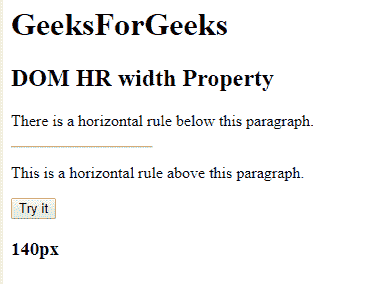 GeeksForGeeks
DOM HR width Property
There is a horizontal rule below this paragraph.
This is a horizontal rule above this paragraph.
Try it
140px